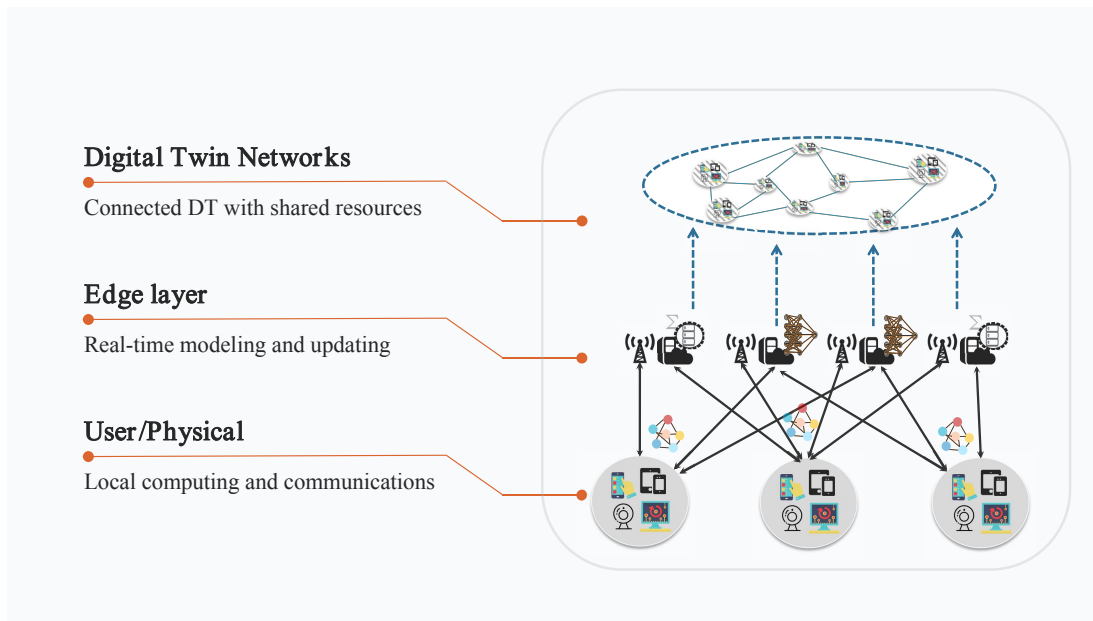 Digital Twin Networks
Connected DT with shared resources
Edge layer
Real-time modeling and updating
User/Physical
Local computing and communications